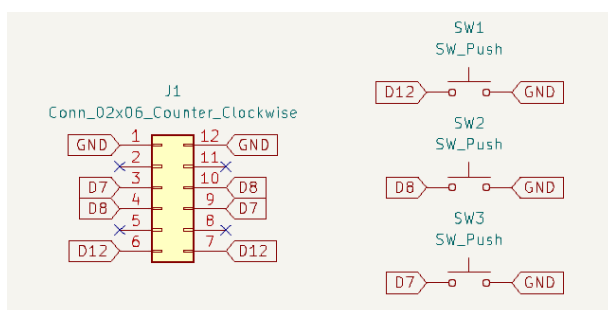 J1
Conn_02x06_Counter_Clockwise
GND 1 12 GND
2 11
D7 3 10 D8
D8 4 9 D7
5 8
D12 6 7 D12
SW1
SW_Push
D12 GND
SW2
SW_Push
D8 GND
SW3
SW_Push
D7 GND